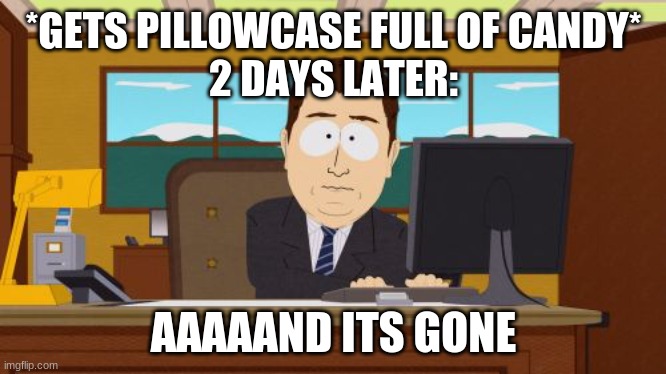 *GETS PILLOWCASE FULL OF CANDY*
2 DAYS LATER:
AAAAAND ITS GONE
imgflip.com